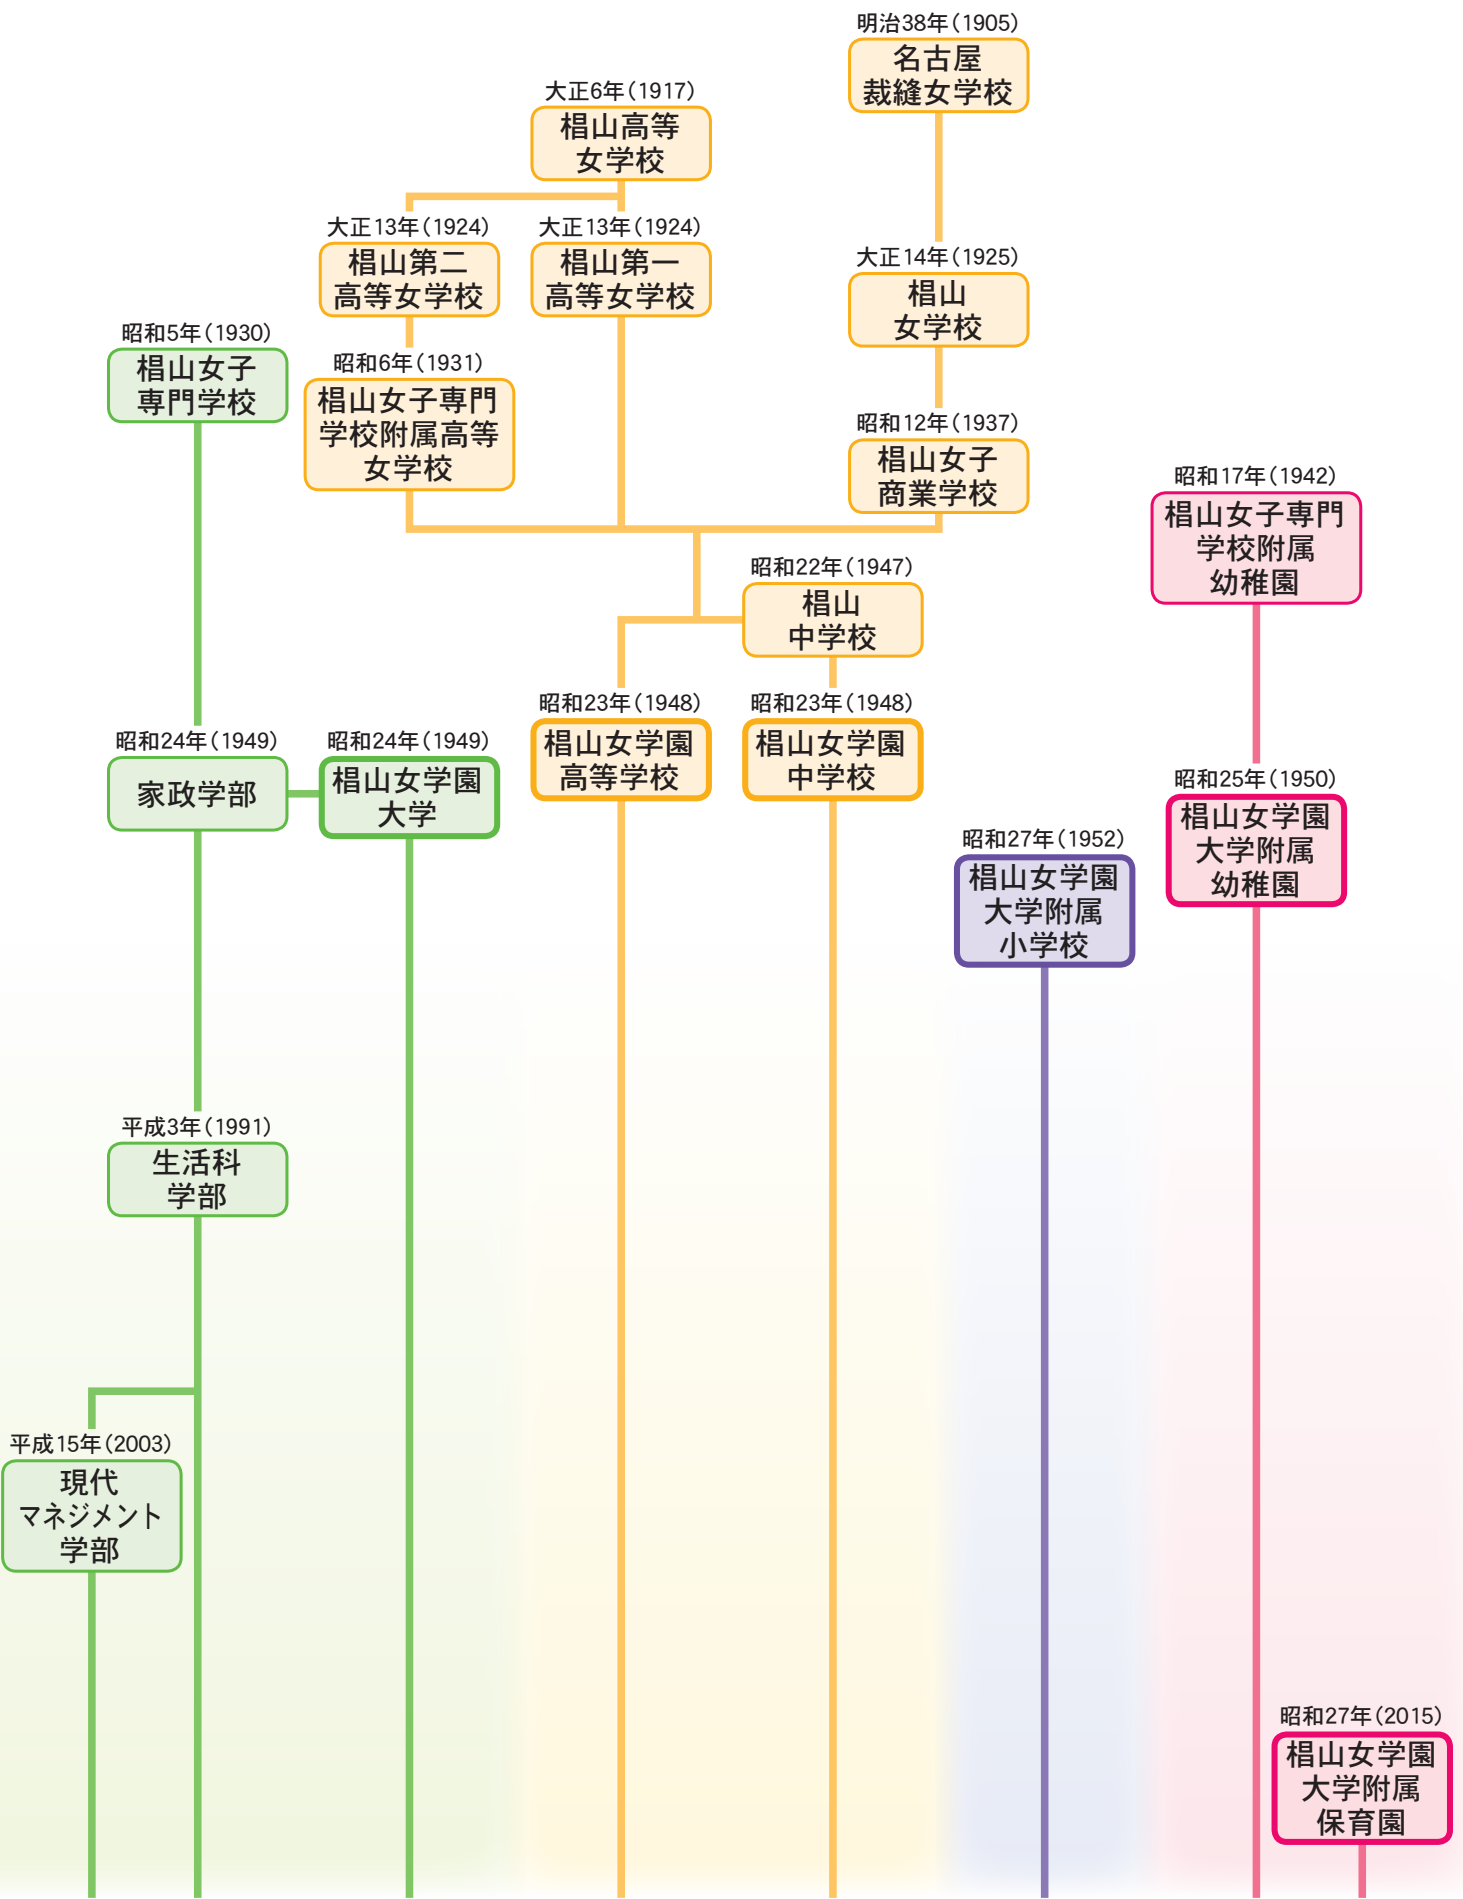 明治38年（1905）
名古屋
裁縫女学校
大正6年（1917）
椙山高等
女学校
大正13年（1924）
椙山第二
高等女学校
大正13年（1924）
椙山第一
高等女学校
大正14年（1925）
椙山
女学校
昭和5年（1930）
椙山女子
専門学校
昭和6年（1931）
椙山女子専門
学校附属高等
女学校
昭和12年（1937）
椙山女子
商業学校
昭和17年（1942）
椙山女子専門
学校附属
幼稚園
昭和22年（1947）
椙山
中学校
昭和23年（1948）
椙山女学園
高等学校
昭和23年（1948）
椙山女学園
中学校
昭和24年（1949）
家政学部
昭和24年（1949）
椙山女学園
大学
昭和25年（1950）
椙山女学園
大学附属
幼稚園
昭和27年（1952）
椙山女学園
大学附属
小学校
平成3年（1991）
生活科
学部
平成15年（2003）
現代
マネジメント
学部
昭和27年（2015）
椙山女学園
大学附属
保育園